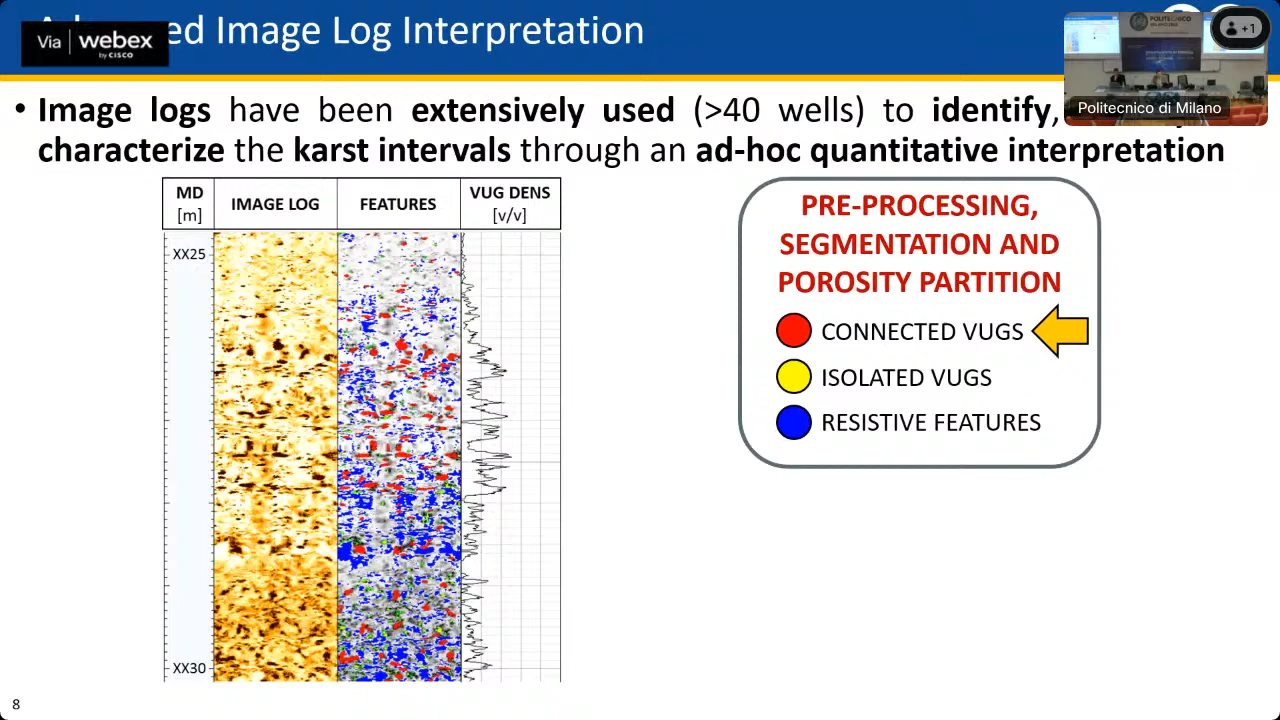 ed Image Log Interpretation
Via webex
by CISCO
+1
POLITECNICO
Politecnico di Milano
• Image logs have been extensively used (>40 wells) to identify,
characterize the karst intervals through an ad-hoc quantitative interpretation
MD
[m]
IMAGE LOG
FEATURES
VUG DENS
[v/v]
XX25
XX30
PRE-PROCESSING,
SEGMENTATION AND
POROSITY PARTITION
CONNECTED VUGS
ISOLATED VUGS
RESISTIVE FEATURES
8